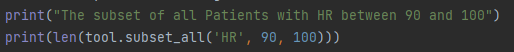 print("The subset of all Patients with HR between 90 and 100")
print(len(tool.subset_all('HR', 90, 100)))